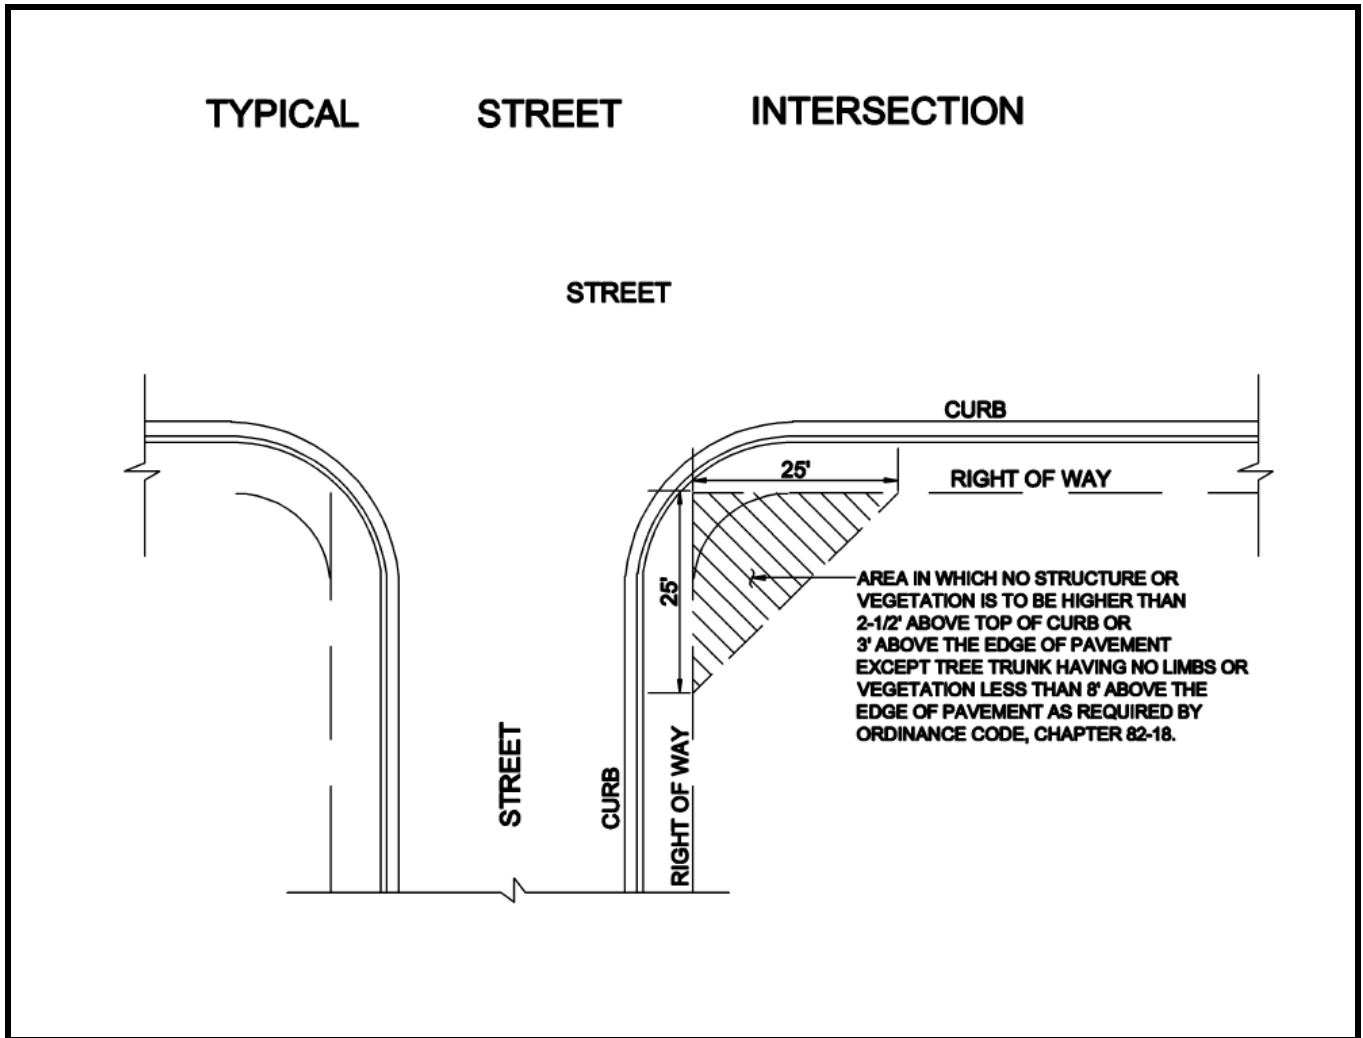 TYPICAL STREET INTERSECTION
STREET
CURB
25'
RIGHT OF WAY
25'
AREA IN WHICH NO STRUCTURE OR
VEGETATION IS TO BE HIGHER THAN
2-1/2' ABOVE TOP OF CURB OR
3' ABOVE THE EDGE OF PAVEMENT
EXCEPT TREE TRUNK HAVING NO LIMBS OR
VEGETATION LESS THAN 8' ABOVE THE
EDGE OF PAVEMENT AS REQUIRED BY
ORDINANCE CODE, CHAPTER 82-18.
STREET
CURB
RIGHT OF WAY